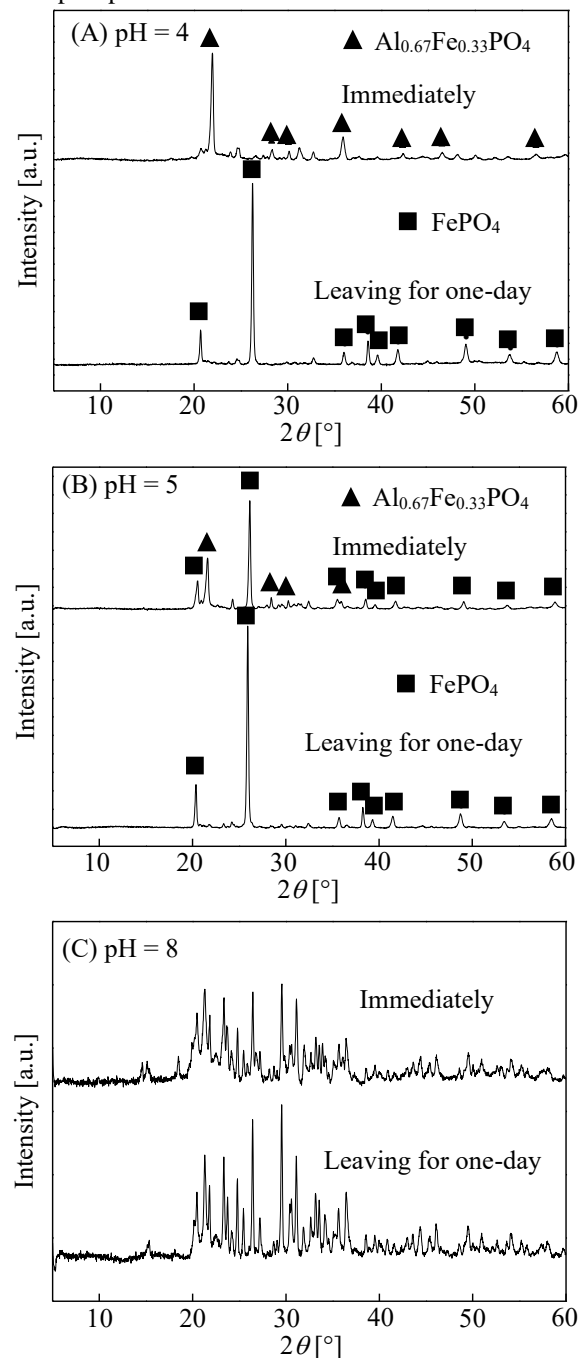 (A) pH = 4
▲ Al₀.₆₇Fe₀.₃₃PO₄
Immediately
■ FePO₄
Leaving for one-day
Intensity [a.u.]
10 20 30 40 50 60
2θ [°]
(B) pH = 5
▲ Al₀.₆₇Fe₀.₃₃PO₄
Immediately
■ FePO₄
Leaving for one-day
Intensity [a.u.]
10 20 30 40 50 60
2θ [°]
(C) pH = 8
Immediately
Leaving for one-day
Intensity [a.u.]
10 20 30 40 50 60
2θ [°]